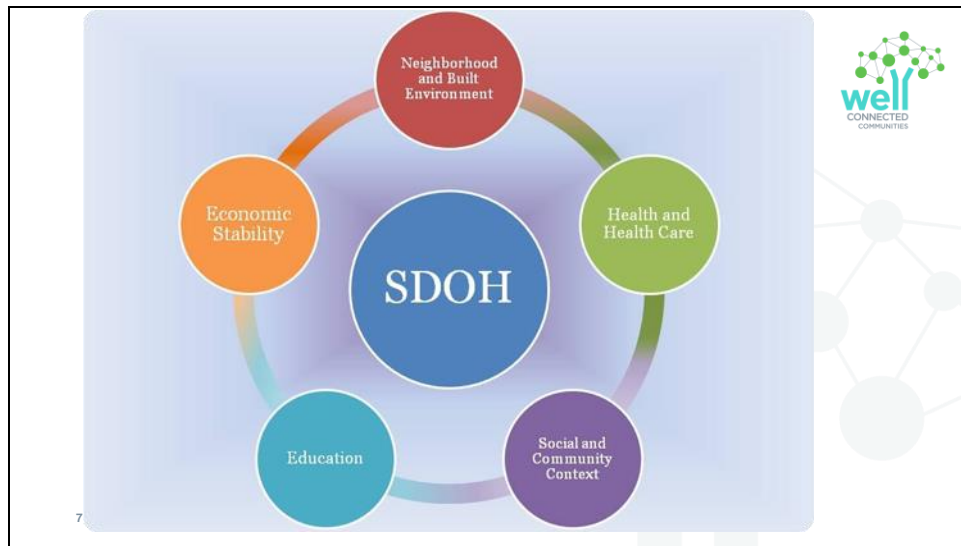 Neighborhood
and Built
Environment
well
CONNECTED
COMMUNITIES
Economic
Stability
Health and
Health Care
SDOH
Education
Social and
Community
Context
7